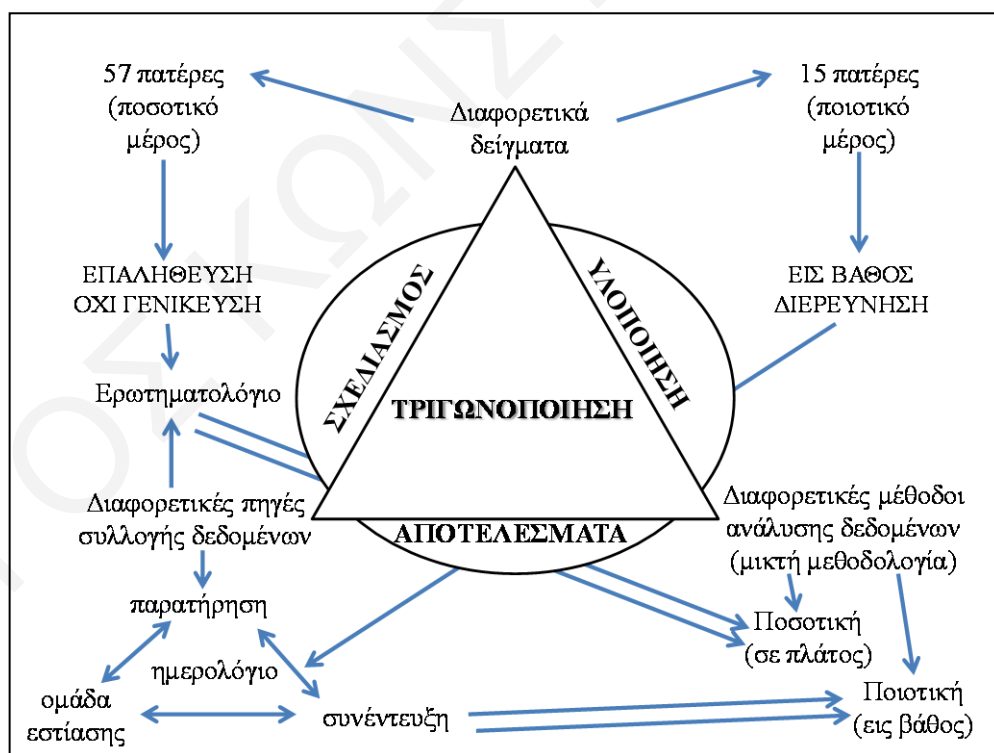 57 πατέρες
(ποσοτικό
μέρος)
Διαφορετικά
δείγματα
15 πατέρες
(ποιοτικό
μέρος)
ΕΠΑΛΗΘΕΥΣΗ
ΟΧΙ ΓΕΝΙΚΕΥΣΗ
ΣΧΕΔΙΑΣΜΟΣ
ΥΛΟΠΟΙΗΣΗ
ΕΙΣ ΒΑΘΟΣ
ΔΙΕΡΕΥΝΗΣΗ
Ερωτηματολόγιο
ΤΡΙΓΩΝΟΠΟΙΗΣΗ
Διαφορετικές πηγές
συλλογής δεδομένων
ΑΠΟΤΕΛΕΣΜΑΤΑ
Διαφορετικές μέθοδοι
ανάλυσης δεδομένων
(μικτή μεθοδολογία)
παρατήρηση
ημερολόγιο
ομάδα
εστίασης
συνέντευξη
Ποσοτική
(σε πλάτος)
Ποιοτική
(εις βάθος)